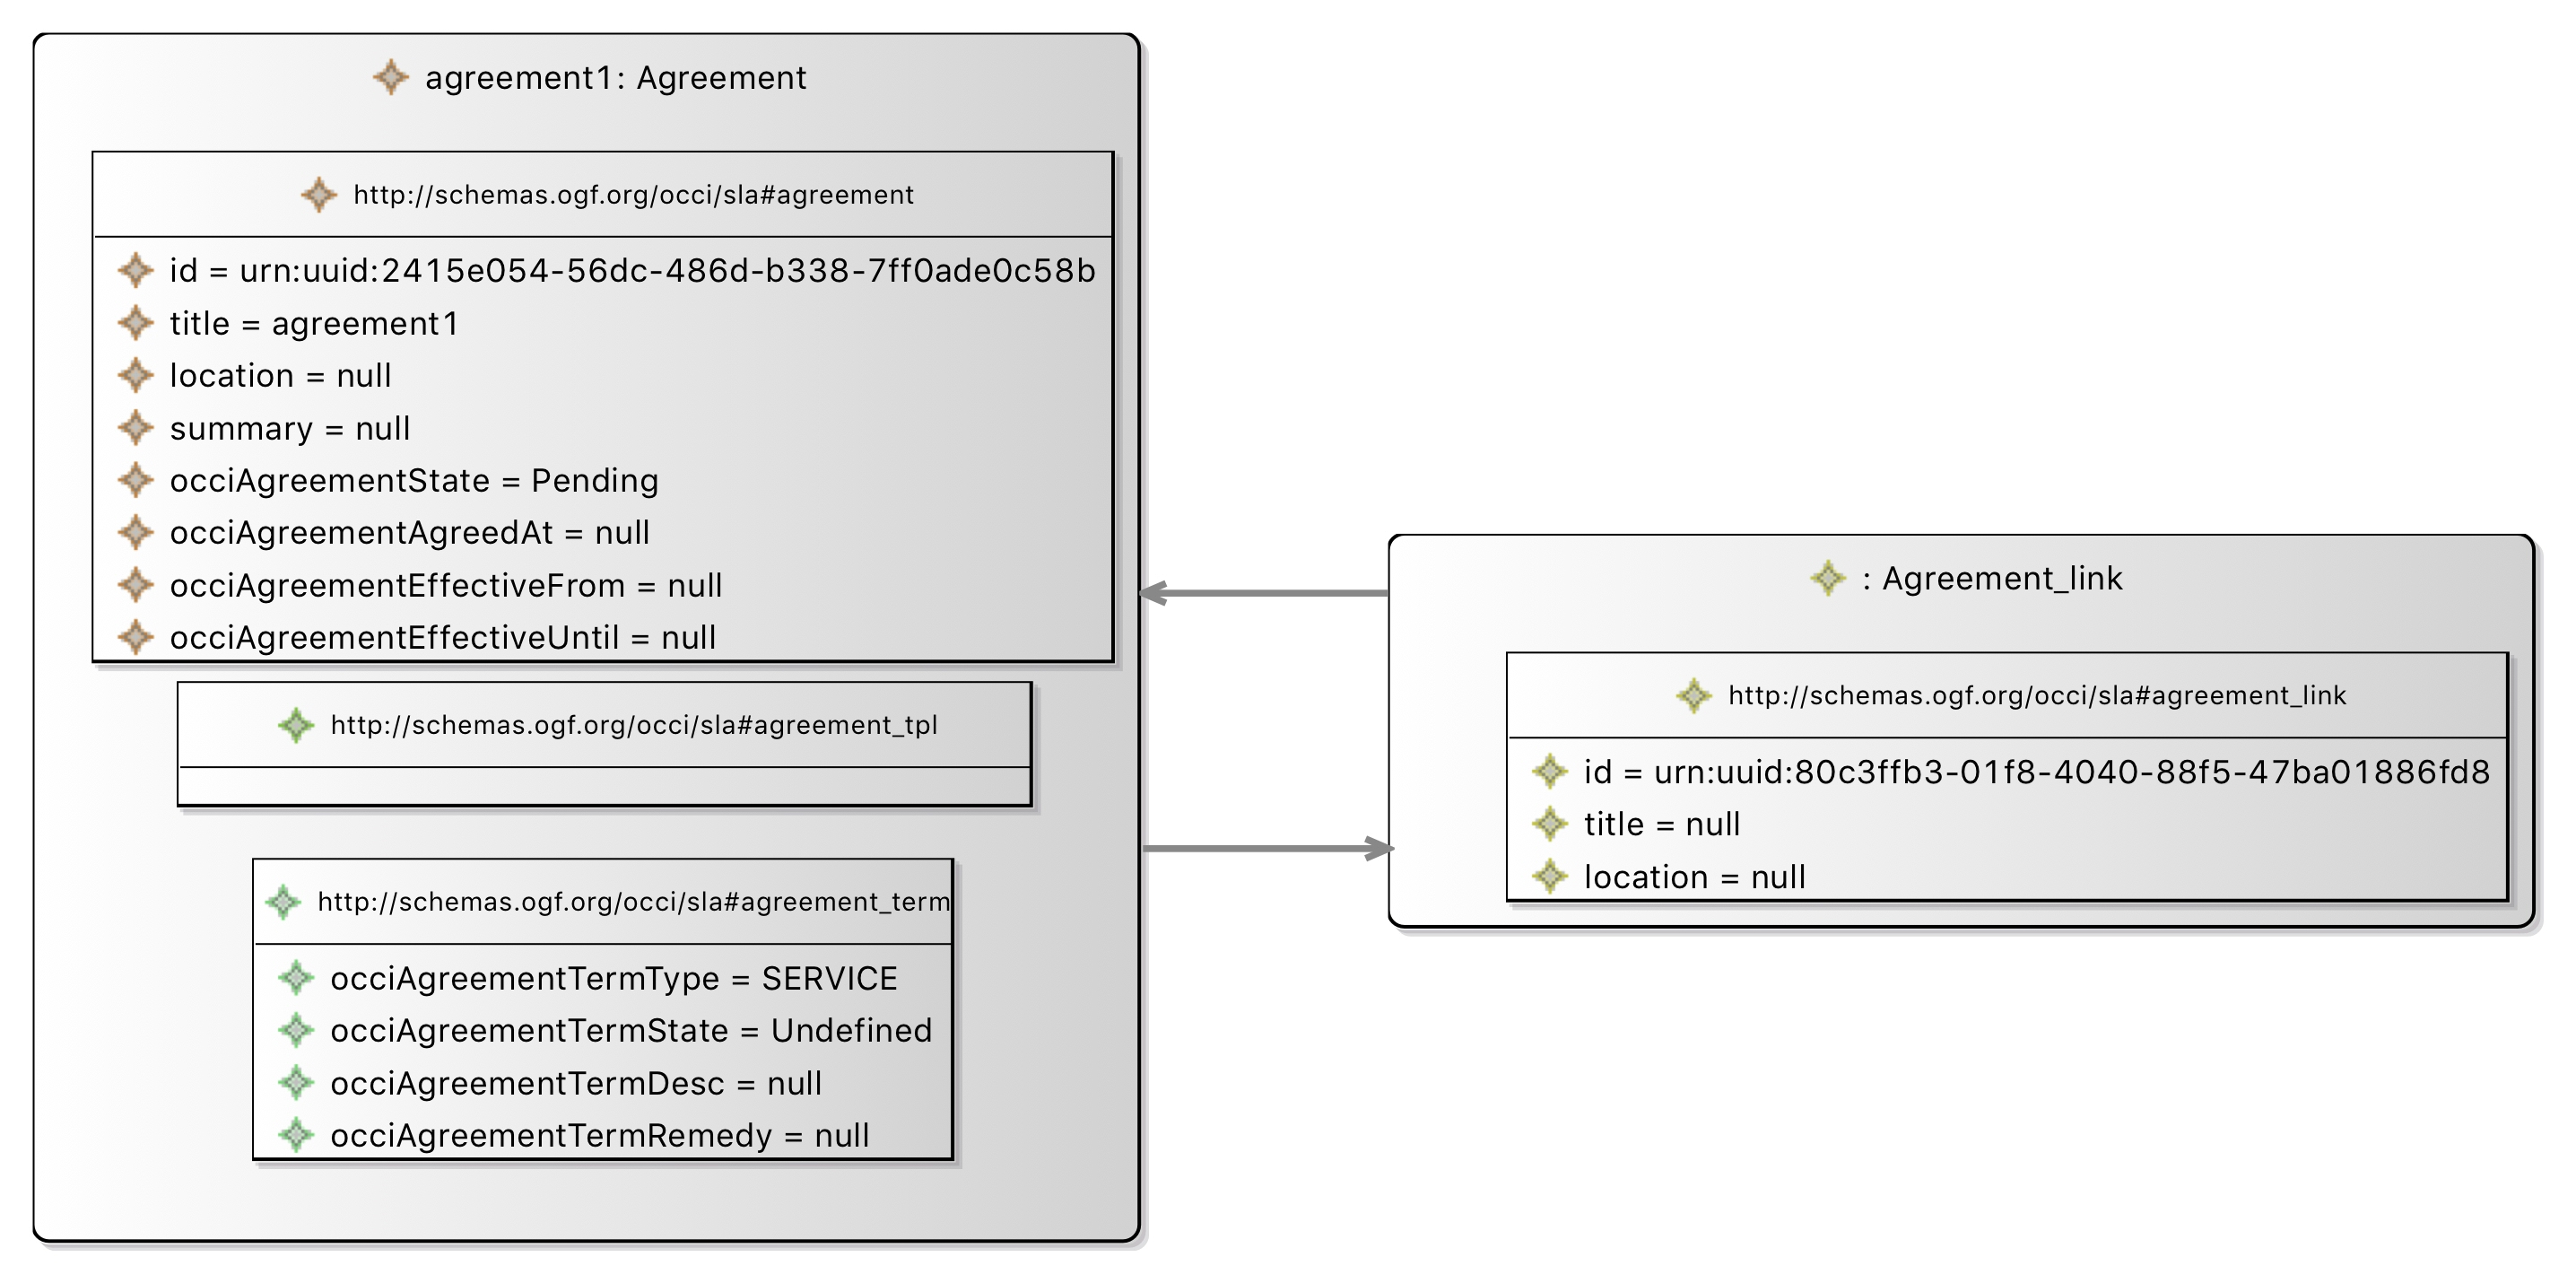 agreement1: Agreement
http://schemas.ogf.org/occi/sla#agreement
id = urn:uuid:2415e054-56dc-486d-b338-7ff0ade0c58b
title = agreement1
location = null
summary = null
occiAgreementState = Pending
occiAgreementAgreedAt = null
occiAgreementEffectiveFrom = null
occiAgreementEffectiveUntil = null
http://schemas.ogf.org/occi/sla#agreement_tpl
http://schemas.ogf.org/occi/sla#agreement_term
occiAgreementTermType = SERVICE
occiAgreementTermState = Undefined
occiAgreementTermDesc = null
occiAgreementTermRemedy = null
: Agreement_link
http://schemas.ogf.org/occi/sla#agreement_link
id = urn:uuid:80c3ffb3-01f8-4040-88f5-47ba01886fd8
title = null
location = null